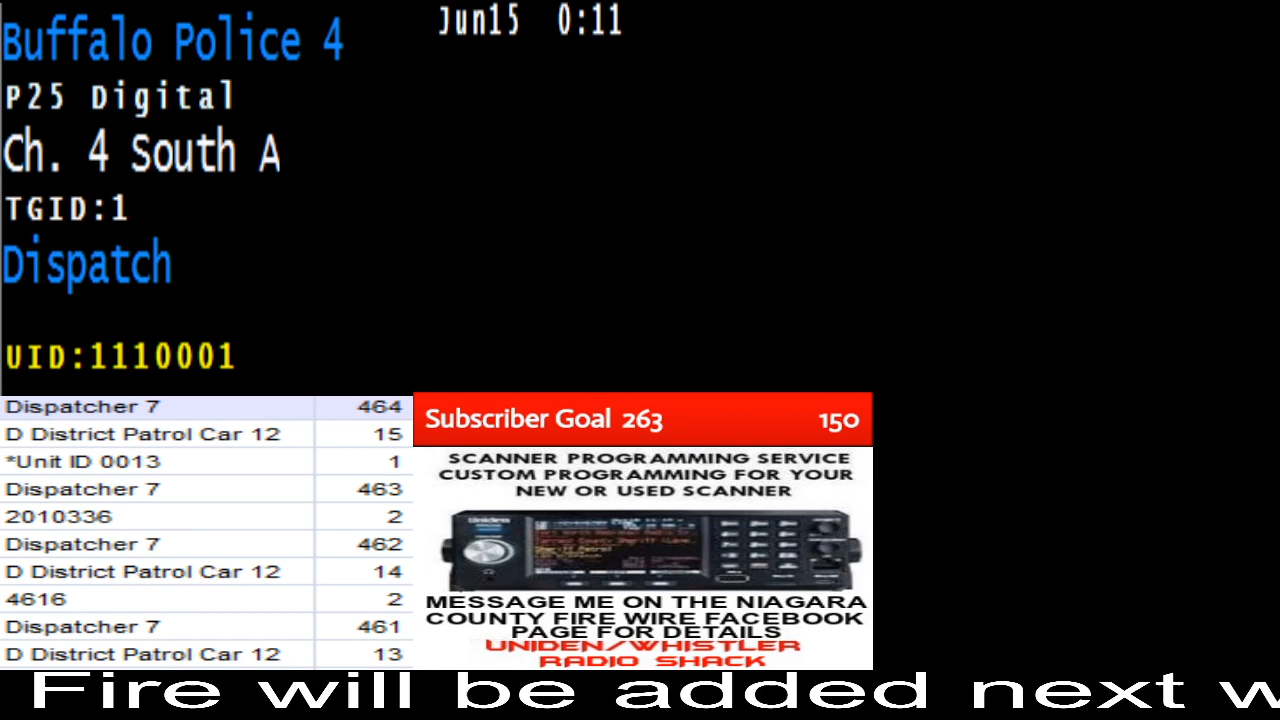 Buffalo Police 4
Jun15 0:11
P25 Digital
Ch. 4 South A
TGID:1
Dispatch
UID:1110001
Dispatcher 7 464
D District Patrol Car 12 15
*Unit ID 0013 1
Dispatcher 7 463
2010336 2
Dispatcher 7 462
D District Patrol Car 12 14
4616 2
Dispatcher 7 461
D District Patrol Car 12 13
Subscriber Goal 263 150
SCANNER PROGRAMMING SERVICE
CUSTOM PROGRAMMING FOR YOUR
NEW OR USED SCANNER
Uniden
MESSAGE ME ON THE NIAGARA
COUNTY FIRE WIRE FACEBOOK
PAGE FOR DETAILS
UNIDEN/WHISTLER
RADIO SHACK
Fire will be added next w